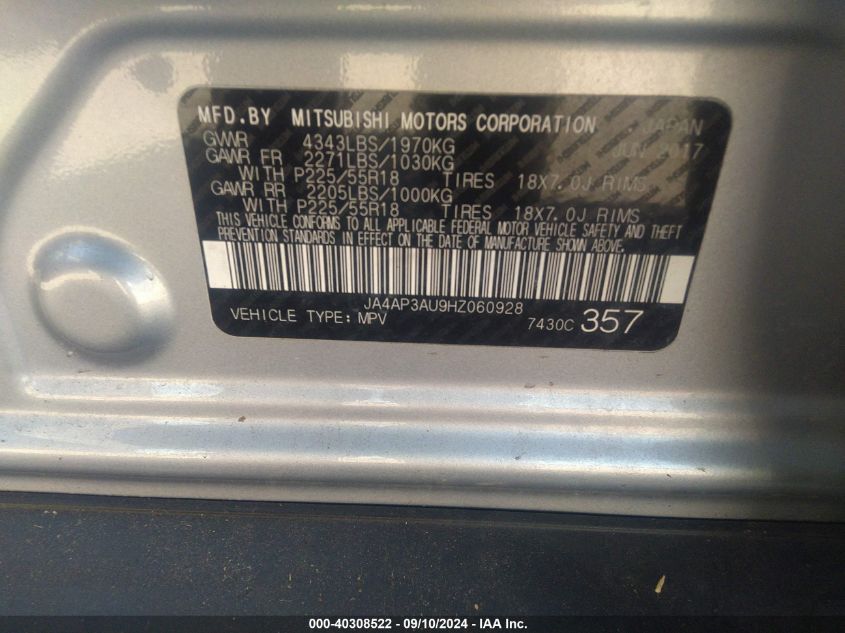 MFD.BY MITSUBISHI MOTORS CORPORATION JAPAN
GVWR 4343LBS/1970KG JUN 2017
GAWR FR 2271LBS/1030KG
WITH P225/55R18 TIRES 18X7.0J RIMS
GAWR RR 2205LBS/1000KG
WITH P225/55R18 TIRES 18X7.0J RIMS
THIS VEHICLE CONFORMS TO ALL APPLICABLE FEDERAL MOTOR VEHICLE SAFETY AND THEFT
PREVENTION STANDARDS IN EFFECT ON THE DATE OF MANUFACTURE SHOWN ABOVE.
JA4AP3AU9HZ060928
VEHICLE TYPE: MPV 7430C 357
000-40308522 — 09/10/2024 — IAA Inc.